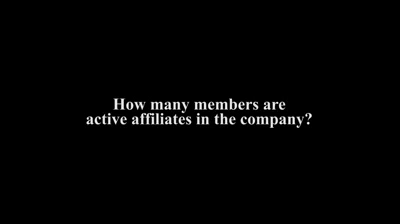 How many members are
active affiliates in the company?